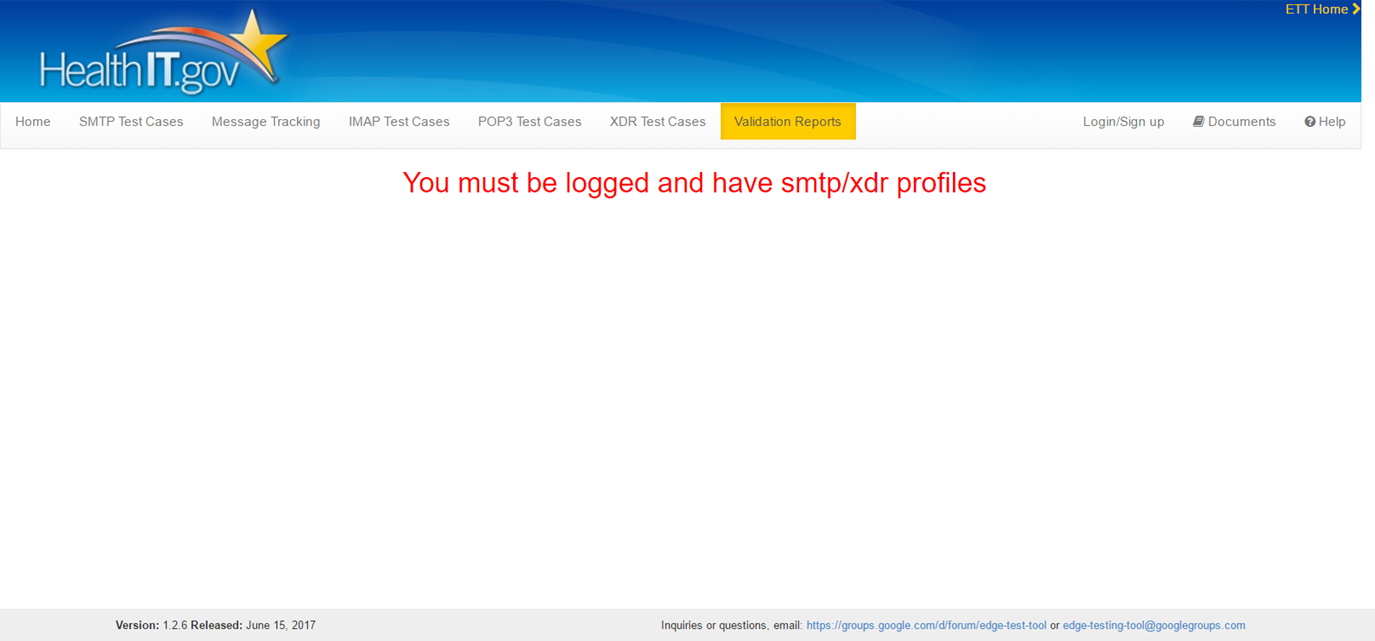 ETT Home
HealthIT.gov
Home SMTP Test Cases Message Tracking IMAP Test Cases POP3 Test Cases XDR Test Cases Validation Reports Login/Sign up Documents Help
You must be logged and have smtp/xdr profiles
Version: 1.2.6 Released: June 15, 2017 Inquiries or questions, email: https://groups.google.com/d/forum/edge-test-tool or edge-testing-tool@googlegroups.com